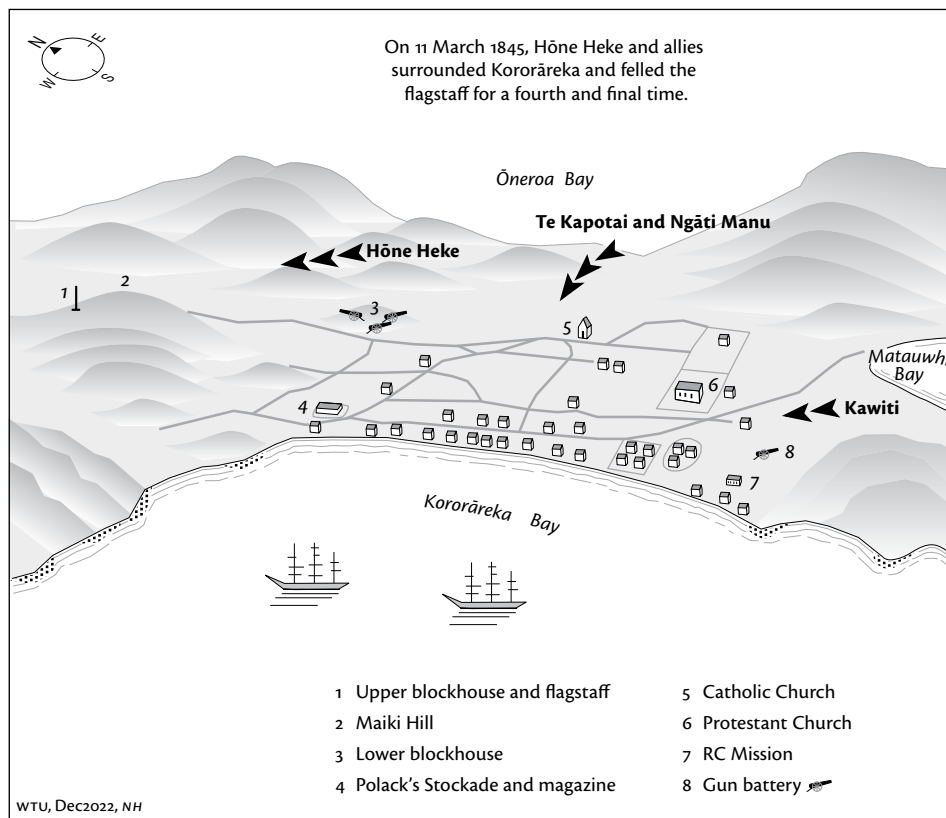 N
E
W
S
On 11 March 1845, Hōne Heke and allies
surrounded Kororāreka and felled the
flagstaff for a fourth and final time.
Ōneroa Bay
Te Kapotai and Ngāti Manu
Hōne Heke
1
2
3
5
Matauwh
Bay
6
4
Kawiti
8
7
Kororāreka Bay
1 Upper blockhouse and flagstaff
2 Maiki Hill
3 Lower blockhouse
4 Polack's Stockade and magazine
5 Catholic Church
6 Protestant Church
7 RC Mission
8 Gun battery
WTU, Dec2022, NH